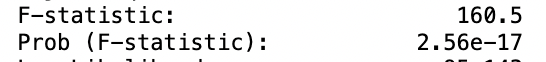 F-statistic: 160.5
Prob (F-statistic): 2.56e-17